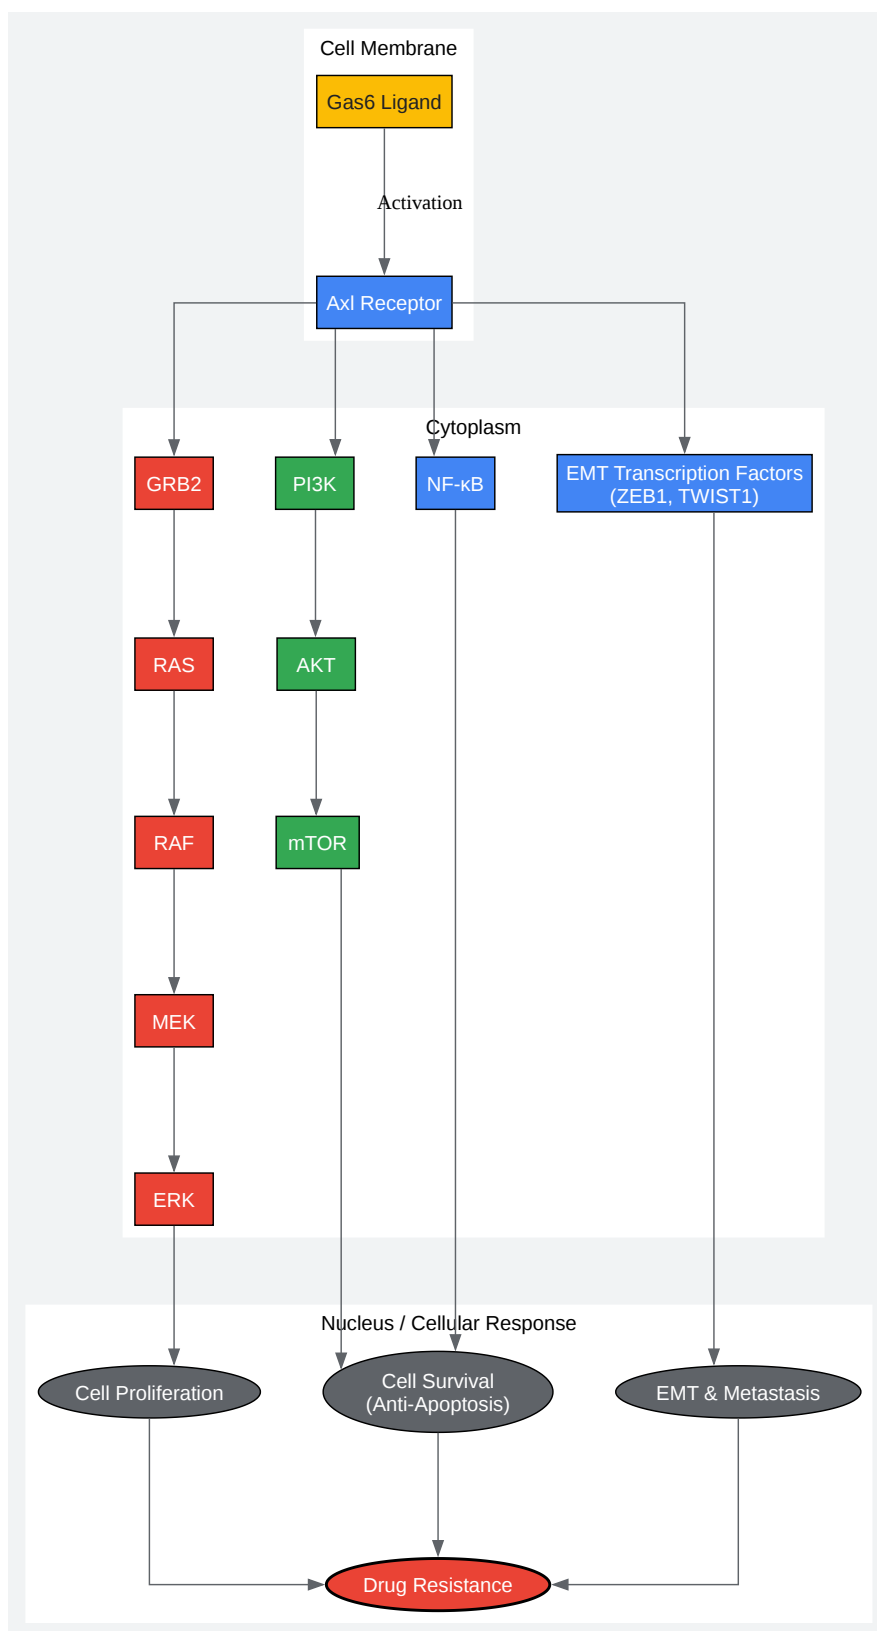 Cell Membrane
Gas6 Ligand
Activation
Axl Receptor
Cytoplasm
GRB2
PI3K
NF-κB
EMT Transcription Factors
(ZEB1, TWIST1)
RAS
AKT
RAF
mTOR
MEK
ERK
Nucleus / Cellular Response
Cell Proliferation
Cell Survival
(Anti-Apoptosis)
EMT & Metastasis
Drug Resistance